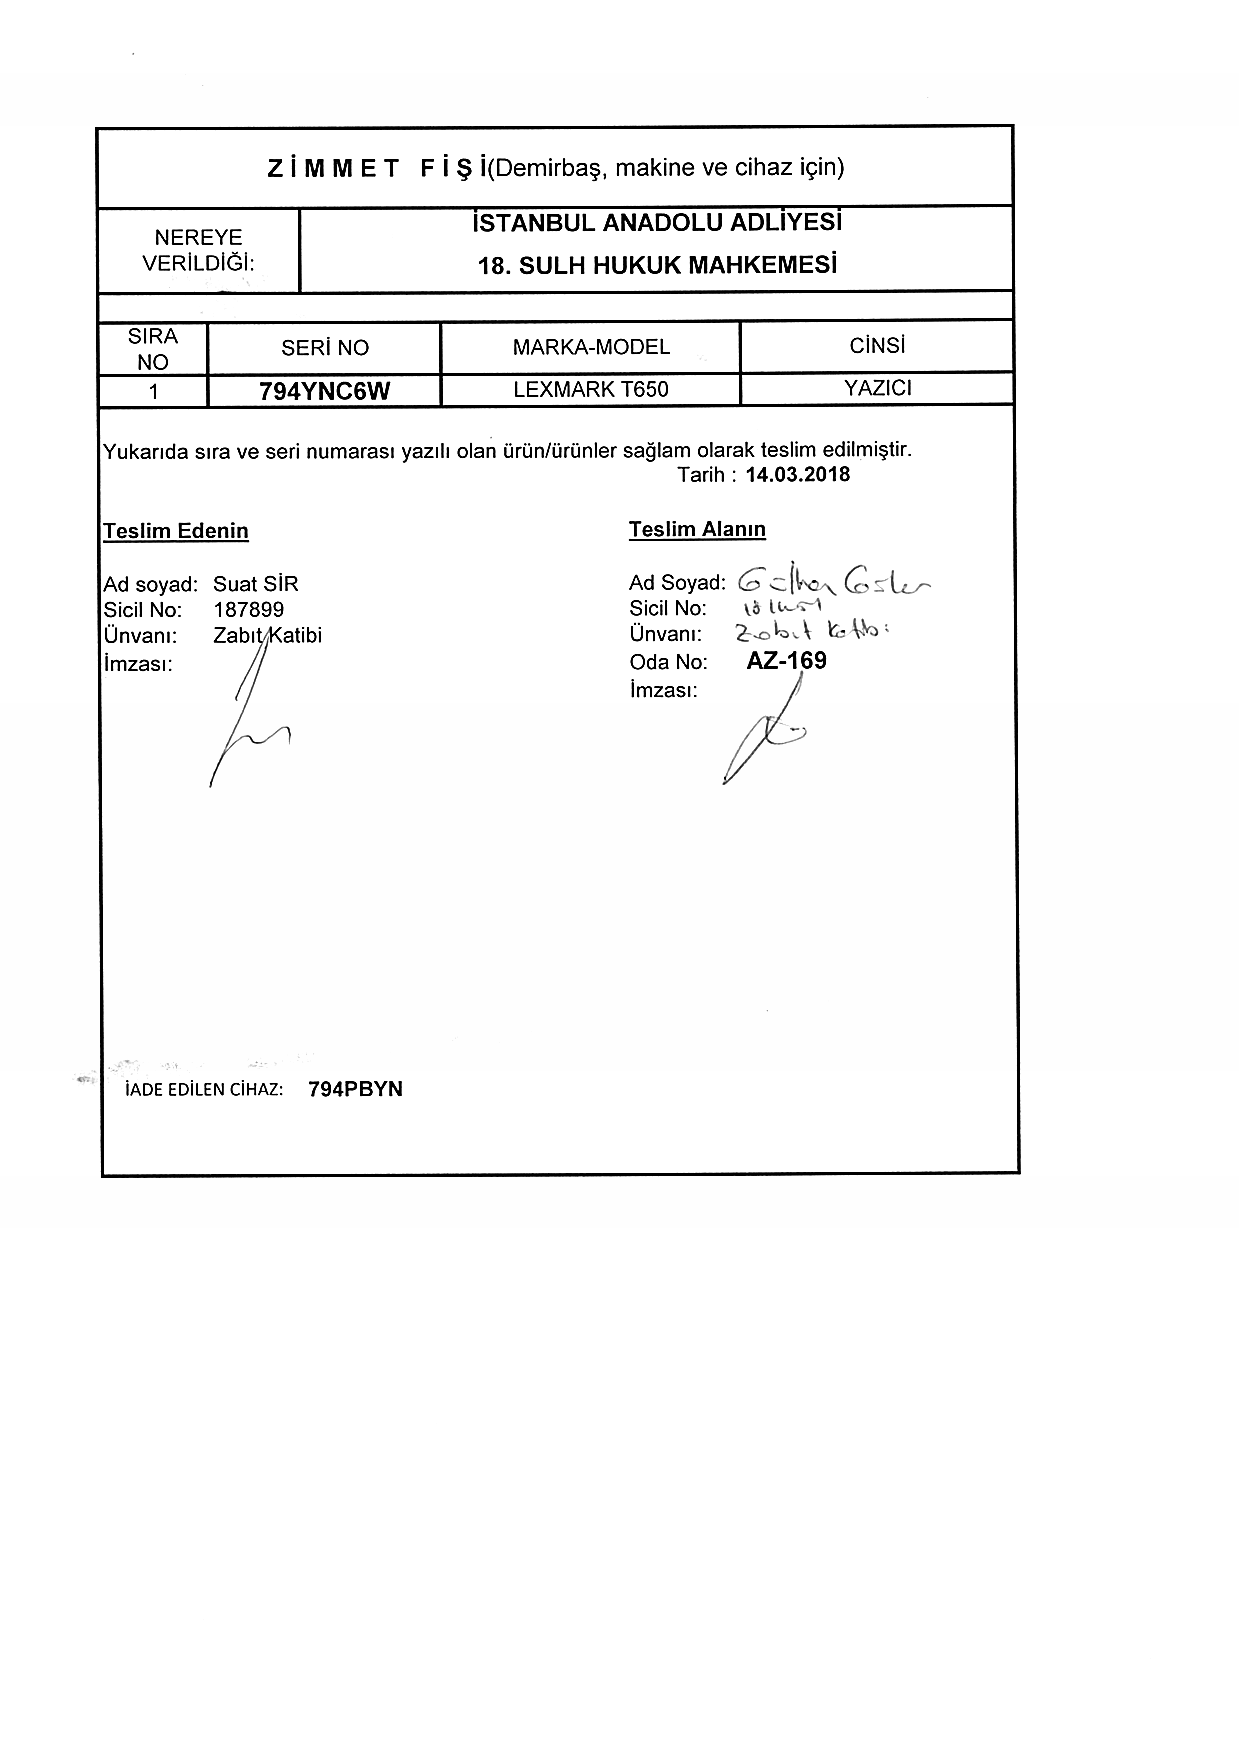 ZİMMET FİŞİ(Demirbaş, makine ve cihaz için)
NEREYE VERİLDİĞİ:
İSTANBUL ANADOLU ADLİYESİ
18. SULH HUKUK MAHKEMESİ
SIRA NO SERİ NO MARKA-MODEL CİNSİ
1 794YNC6W LEXMARK T650 YAZICI
Yukarıda sıra ve seri numarası yazılı olan ürün/ürünler sağlam olarak teslim edilmiştir.
Tarih : 14.03.2018
Teslim Edenin
Ad soyad: Suat SİR
Sicil No: 187899
Ünvanı: Zabıt Katibi
İmzası:
Teslim Alanın
Ad Soyad:
Sicil No:
Ünvanı: Zabıt Katibi
Oda No: AZ-169
İmzası:
İADE EDİLEN CİHAZ: 794PBYN